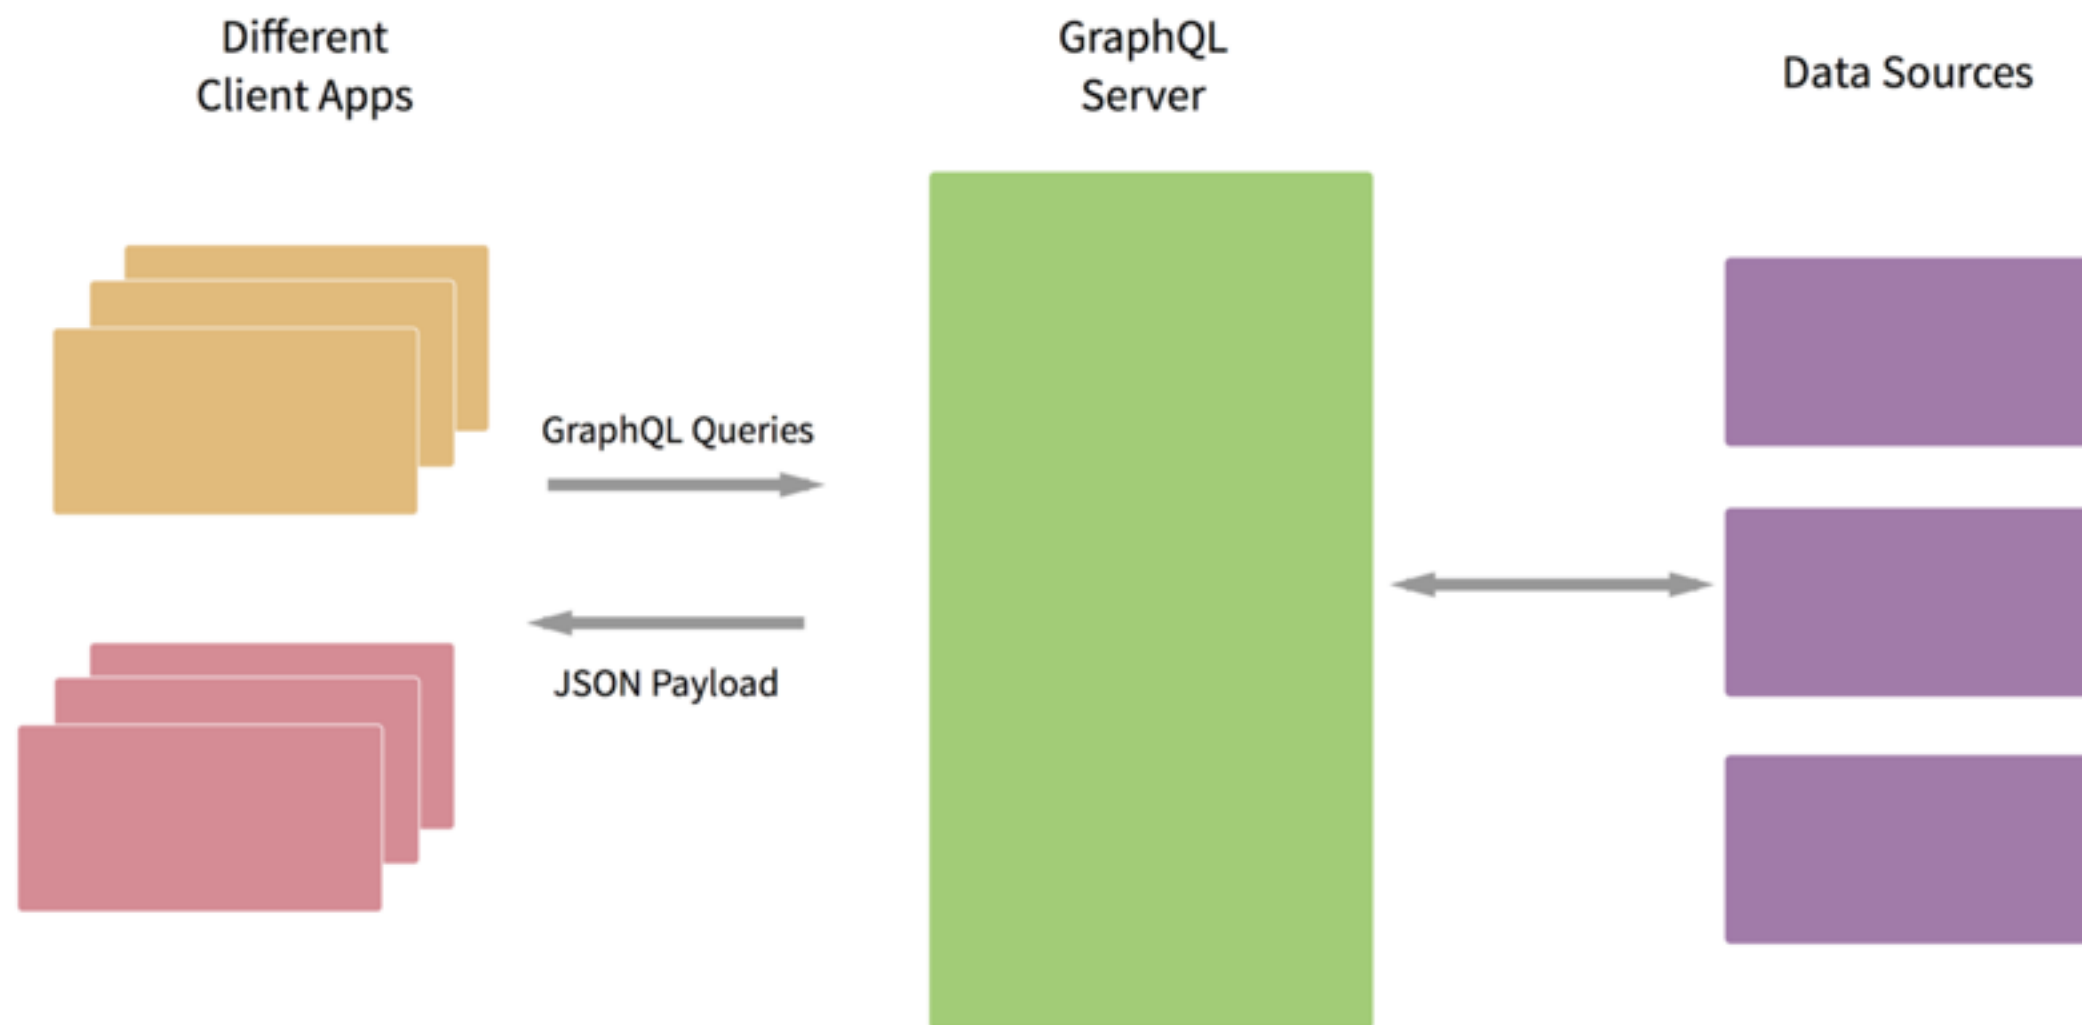 Different
Client Apps
GraphQL
Server
Data Sources
GraphQL Queries
JSON Payload